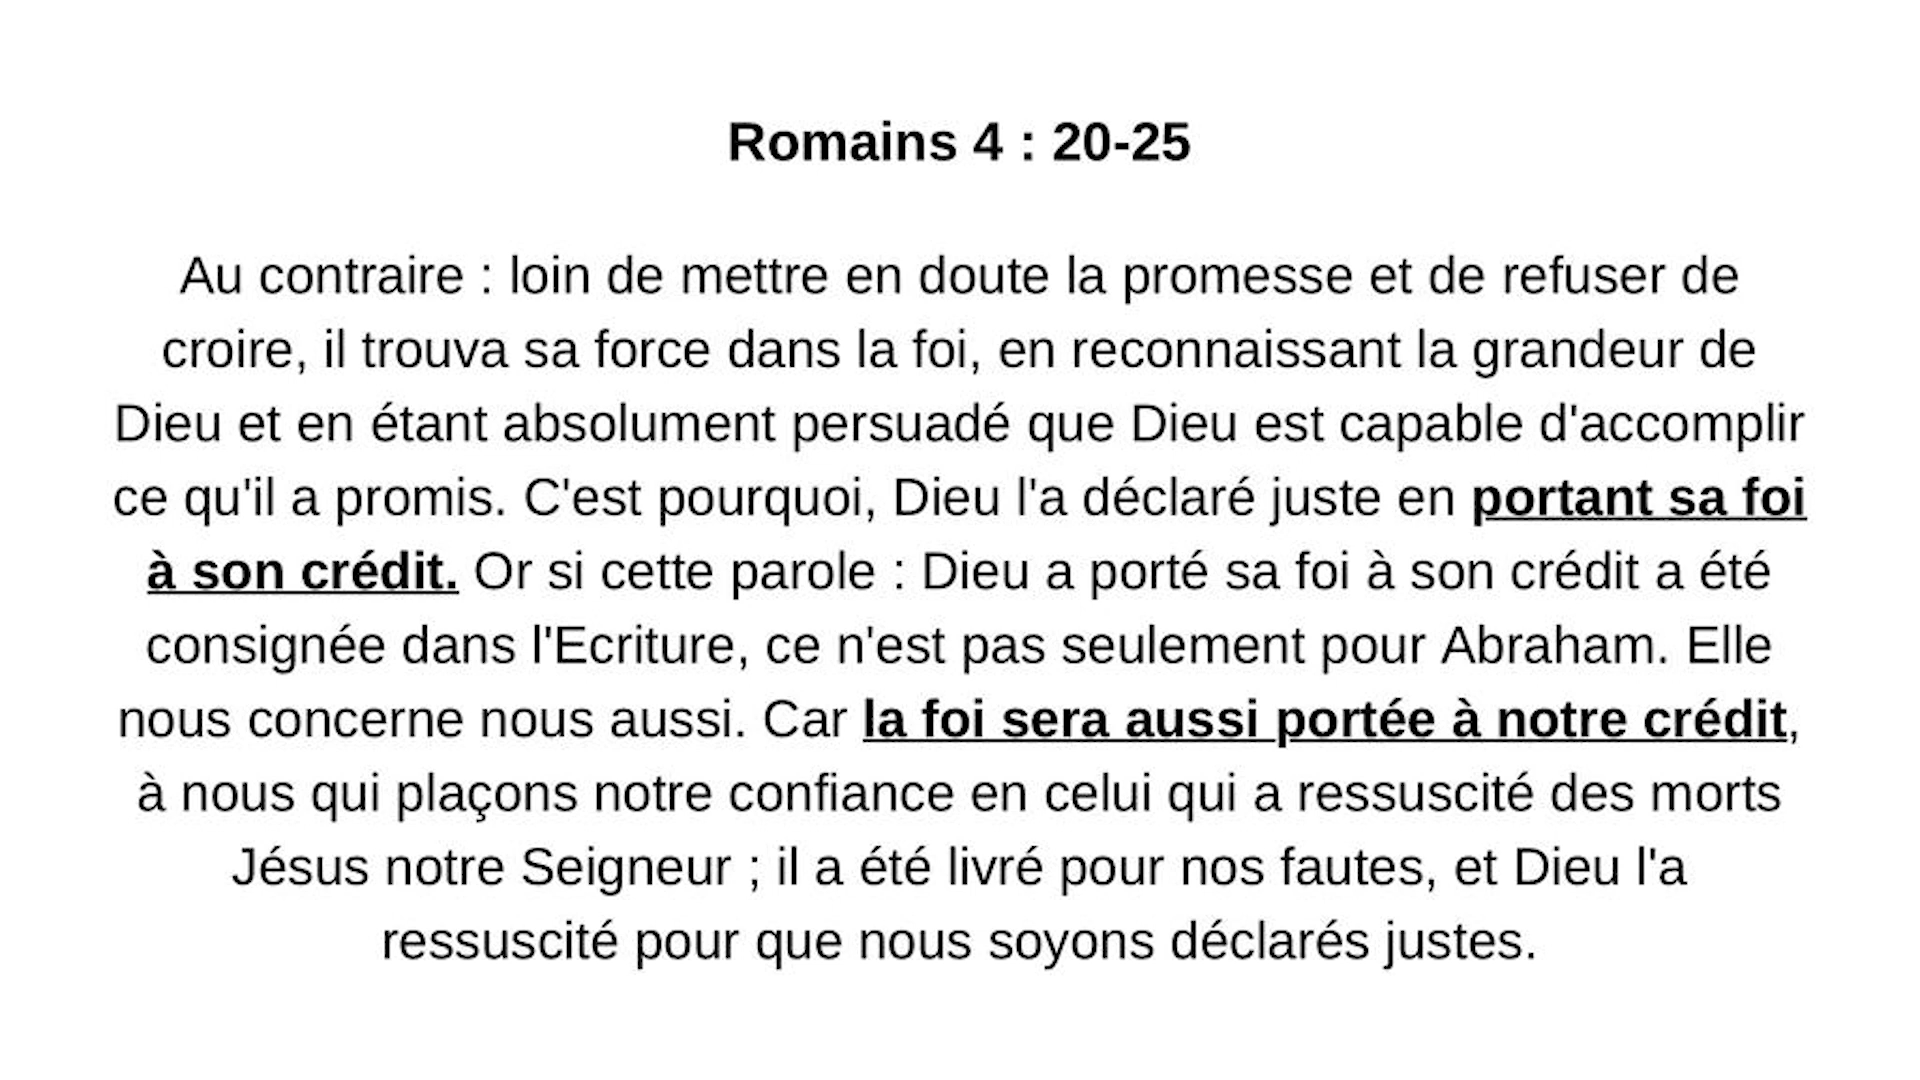 Romains 4 : 20-25
Au contraire : loin de mettre en doute la promesse et de refuser de
croire, il trouva sa force dans la foi, en reconnaissant la grandeur de
Dieu et en étant absolument persuadé que Dieu est capable d'accomplir
ce qu'il a promis. C'est pourquoi, Dieu l'a déclaré juste en portant sa foi
à son crédit. Or si cette parole : Dieu a porté sa foi à son crédit a été
consignée dans l'Ecriture, ce n'est pas seulement pour Abraham. Elle
nous concerne nous aussi. Car la foi sera aussi portée à notre crédit,
à nous qui plaçons notre confiance en celui qui a ressuscité des morts
Jésus notre Seigneur ; il a été livré pour nos fautes, et Dieu l'a
ressuscité pour que nous soyons déclarés justes.